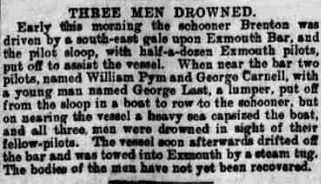 THREE MEN DROWNED.
Early this morning the schooner Brenton was
driven by a south-east gale upon Exmouth Bar, and
the pilot sloop, with half-a-dozen Exmouth pilots,
put off to assist the vessel. When near the bar two
pilots, named William Pym and George Carnell, with
a young man named George Last, a lumper, put off
from the sloop in a boat to row to the schooner, but
on nearing the vessel a heavy sea capsized the boat,
and all three, men were drowned in sight of their
fellow-pilots. The vessel soon afterwards drifted off
the bar and was towed into Exmouth by a steam tug.
The bodies of the men have not yet been recovered.